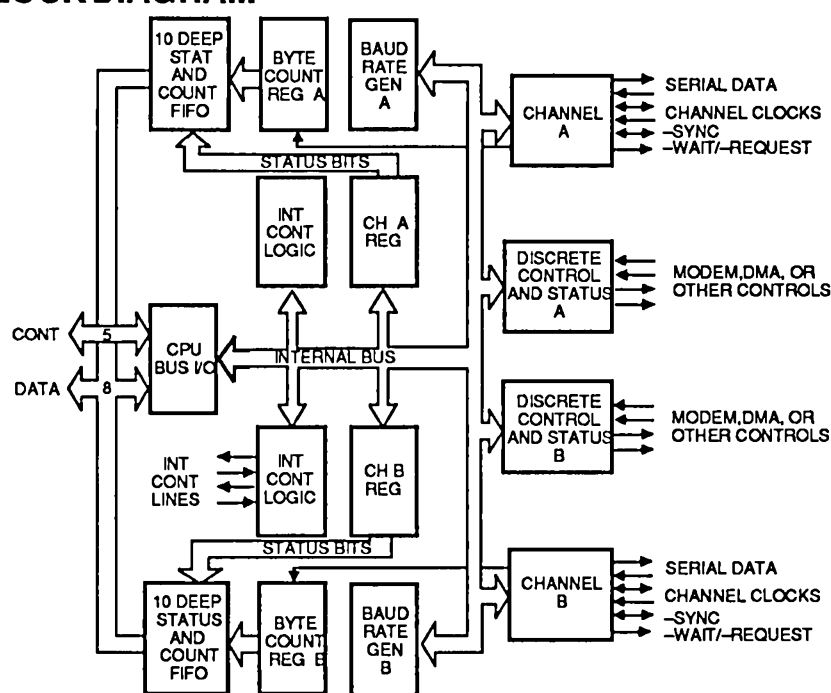 10 DEEP
STAT
AND
COUNT
FIFO
BYTE
COUNT
REG A
BAUD
RATE
GEN
A
CHANNEL
A
SERIAL DATA
CHANNEL CLOCKS
–SYNC
–WAIT/–REQUEST
STATUS BITS
INT
CONT
LOGIC
CH A
REG
DISCRETE
CONTROL
AND STATUS
A
MODEM,DMA, OR
OTHER CONTROLS
CONT
5
DATA
8
CPU
BUS I/O
INTERNAL BUS
DISCRETE
CONTROL
AND STATUS
B
MODEM,DMA, OR
OTHER CONTROLS
INT
CONT
LINES
INT
CONT
LOGIC
CH B
REG
STATUS BITS
10 DEEP
STATUS
AND
COUNT
FIFO
BYTE
COUNT
REG B
BAUD
RATE
GEN
B
CHANNEL
B
SERIAL DATA
CHANNEL CLOCKS
–SYNC
–WAIT/–REQUEST